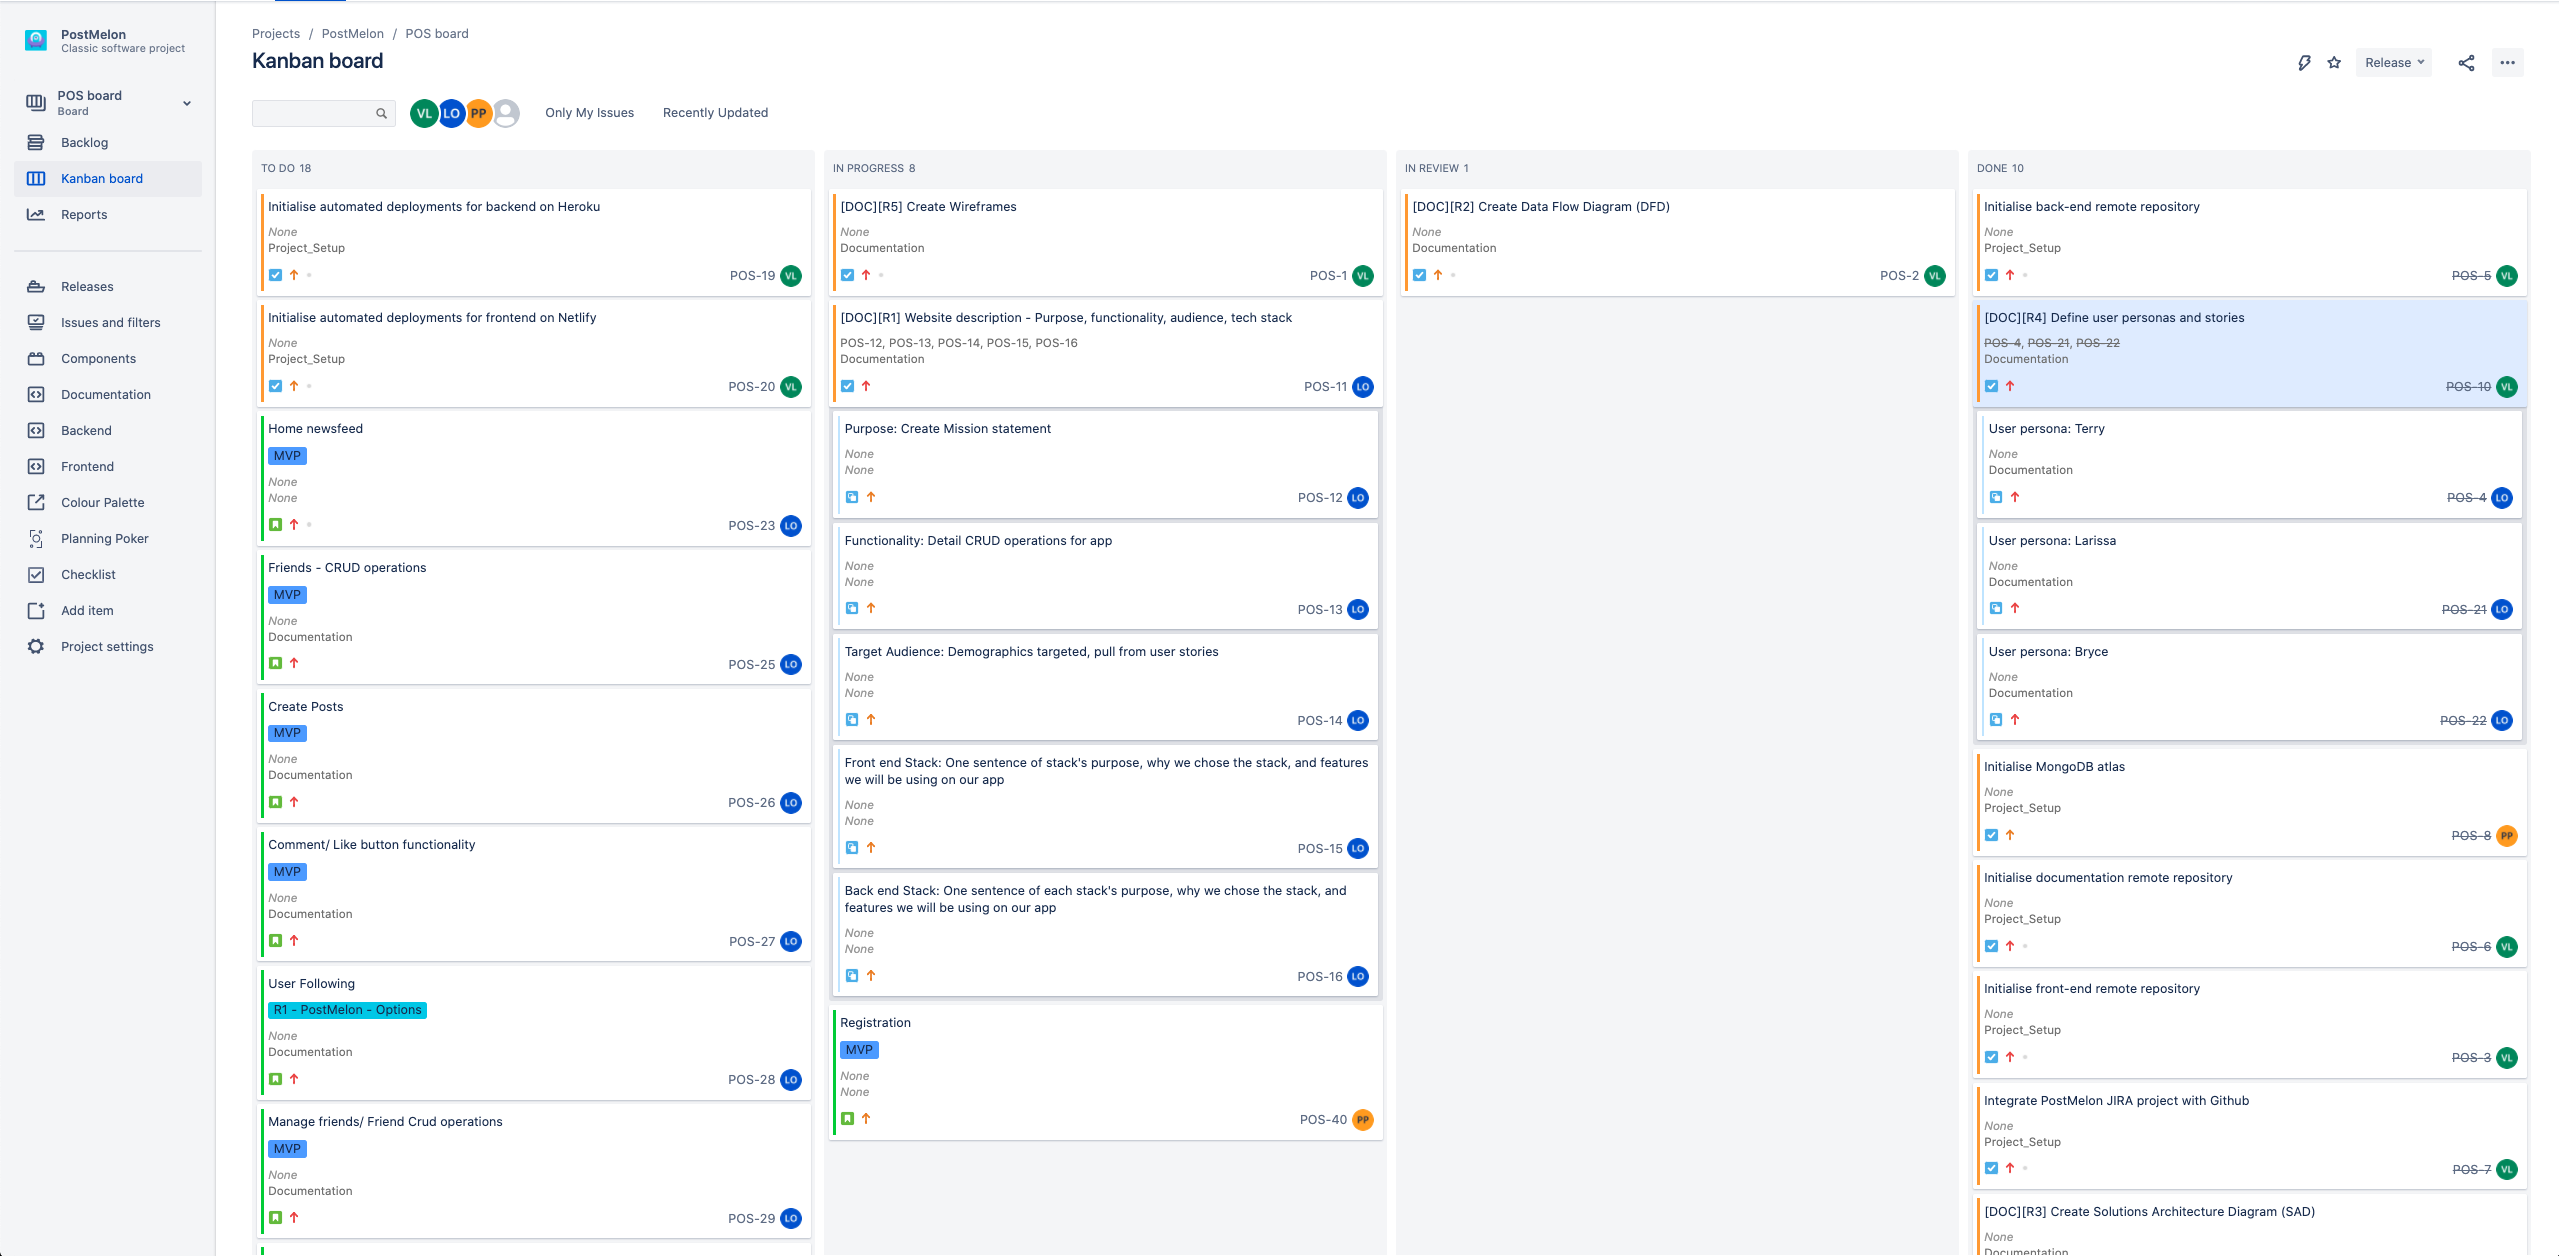 PostMelon
Classic software project
POS board
Board
Backlog
Kanban board
Reports
Releases
Issues and filters
Components
Documentation
Backend
Frontend
Colour Palette
Planning Poker
Checklist
Add item
Project settings
Projects / PostMelon / POS board
Kanban board
Release
VL LO PP
Only My Issues
Recently Updated
TO DO 18
Initialise automated deployments for backend on Heroku
None
Project_Setup
POS-19 VL
Initialise automated deployments for frontend on Netlify
None
Project_Setup
POS-20 VL
Home newsfeed
MVP
None
None
POS-23 LO
Friends - CRUD operations
MVP
None
Documentation
POS-25 LO
Create Posts
MVP
None
Documentation
POS-26 LO
Comment/ Like button functionality
MVP
None
Documentation
POS-27 LO
User Following
R1 - PostMelon - Options
None
Documentation
POS-28 LO
Manage friends/ Friend Crud operations
MVP
None
Documentation
POS-29 LO
IN PROGRESS 8
[DOC][R5] Create Wireframes
None
Documentation
POS-1 VL
[DOC][R1] Website description - Purpose, functionality, audience, tech stack
POS-12, POS-13, POS-14, POS-15, POS-16
Documentation
POS-11 LO
Purpose: Create Mission statement
None
None
POS-12 LO
Functionality: Detail CRUD operations for app
None
None
POS-13 LO
Target Audience: Demographics targeted, pull from user stories
None
None
POS-14 LO
Front end Stack: One sentence of stack's purpose, why we chose the stack, and features
we will be using on our app
None
None
POS-15 LO
Back end Stack: One sentence of each stack's purpose, why we chose the stack, and
features we will be using on our app
None
None
POS-16 LO
Registration
MVP
None
None
POS-40 PP
IN REVIEW 1
[DOC][R2] Create Data Flow Diagram (DFD)
None
Documentation
POS-2 VL
DONE 10
Initialise back-end remote repository
None
Project_Setup
POS-5 VL
[DOC][R4] Define user personas and stories
POS-4, POS-21, POS-22
Documentation
POS-10 VL
User persona: Terry
None
Documentation
POS-4 LO
User persona: Larissa
None
Documentation
POS-21 LO
User persona: Bryce
None
Documentation
POS-22 LO
Initialise MongoDB atlas
None
Project_Setup
POS-8 PP
Initialise documentation remote repository
None
Project_Setup
POS-6 VL
Initialise front-end remote repository
None
Project_Setup
POS-3 VL
Integrate PostMelon JIRA project with Github
None
Project_Setup
POS-7 VL
[DOC][R3] Create Solutions Architecture Diagram (SAD)
None
Documentation